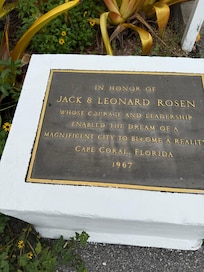 IN HONOR OF
JACK & LEONARD ROSEN
WHOSE COURAGE AND LEADERSHIP
ENABLED THE DREAM OF A
MAGNIFICENT CITY TO BECOME A REALITY
CAPE CORAL, FLORIDA
1967